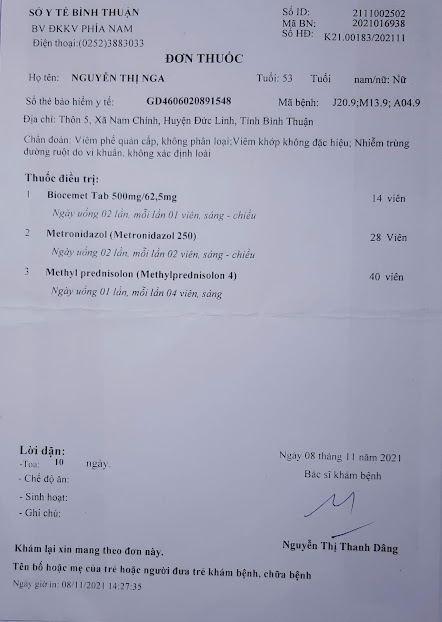 SỞ Y TẾ BÌNH THUẬN
BV ĐKKV PHÍA NAM
Điện thoại:(0252)3883033
Số ID: 2111002502
Mã BN: 2021016938
Số HĐ: K21.00183/202111
ĐƠN THUỐC
Họ tên: NGUYỄN THỊ NGA Tuổi: 53 Tuổi nam/nữ: Nữ
Số thẻ bảo hiểm y tế: GD4606020891548 Mã bệnh: J20.9;M13.9; A04.9
Địa chỉ: Thôn 5, Xã Nam Chính, Huyện Đức Linh, Tỉnh Bình Thuận
Chẩn đoán: Viêm phế quản cấp, không phân loại;Viêm khớp không đặc hiệu; Nhiễm trùng
đường ruột do vi khuẩn, không xác định loài
Thuốc điều trị:
1 Biocemet Tab 500mg/62,5mg 14 viên
Ngày uống 02 lần, mỗi lần 01 viên, sáng - chiều
2 Metronidazol (Metronidazol 250) 28 Viên
Ngày uống 02 lần, mỗi lần 02 viên, sáng - chiều
3 Methyl prednisolon (Methylprednisolon 4) 40 viên
Ngày uống 01 lần, mỗi lần 04 viên, sáng
Lời dặn:
-Toa: 10 ngày.
- Chế độ ăn:
- Sinh hoạt:
- Ghi chú:
Ngày 08 tháng 11 năm 2021
Bác sĩ khám bệnh
Nguyễn Thị Thanh Dâng
Khám lại xin mang theo đơn này.
Tên bố hoặc mẹ của trẻ hoặc người đưa trẻ khám bệnh, chữa bệnh
Ngày giờ in: 08/11/2021 14:27:35